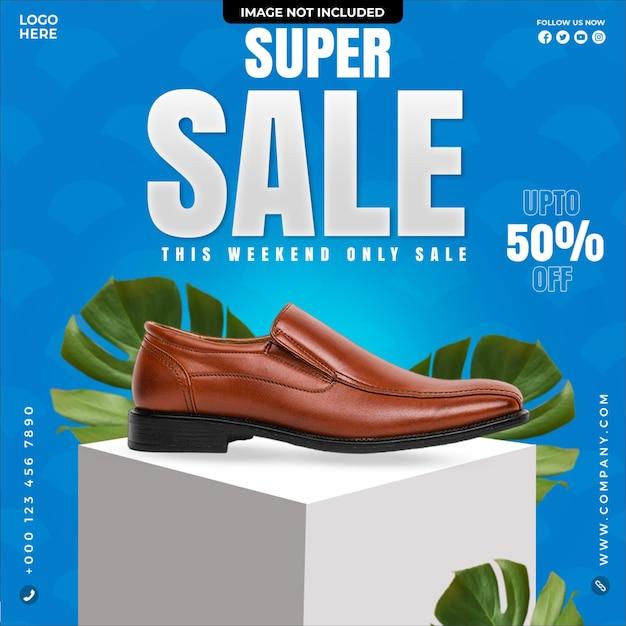 IMAGE NOT INCLUDED
LOGO
HERE
FOLLOW US NOW
SUPER
SALE
THIS WEEKEND ONLY SALE
UPTO
50%
OFF
+000 123 456 7890
WWW.COMPANY.COM